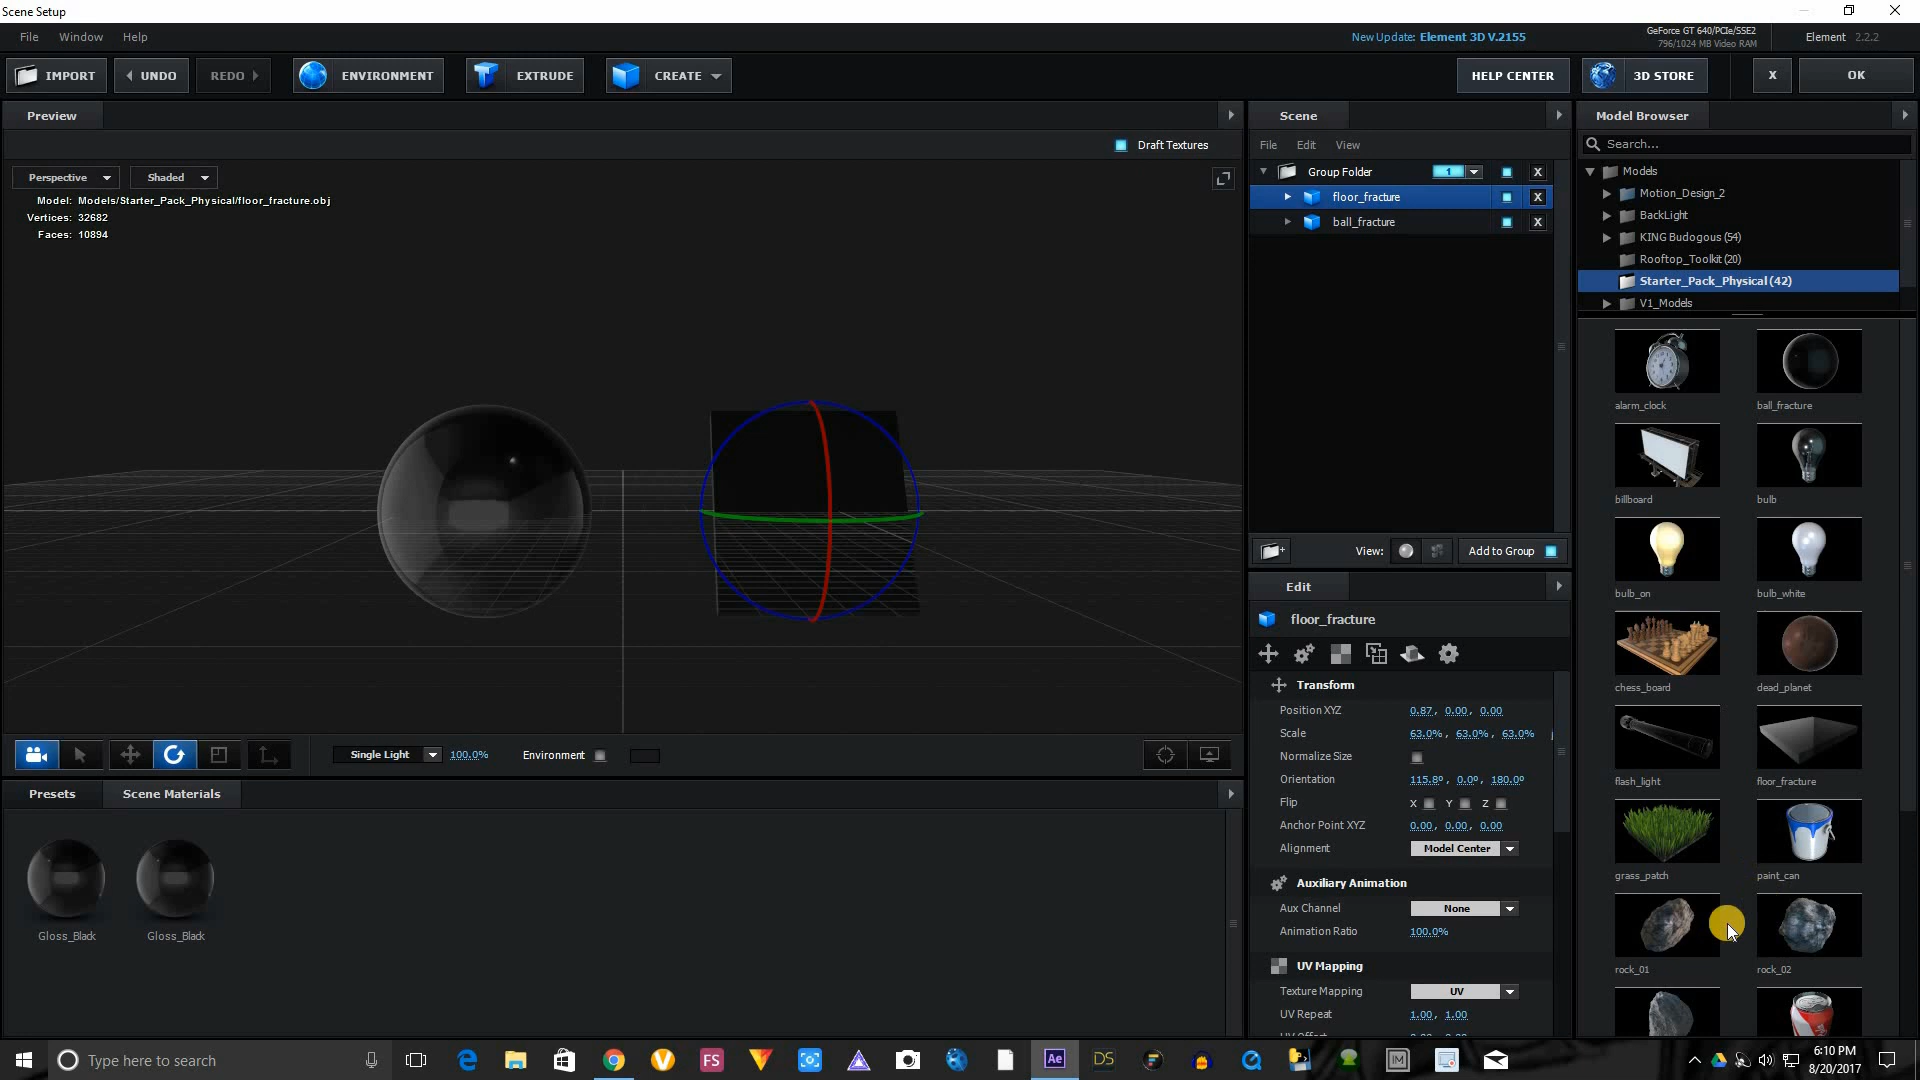 Scene Setup
File Window Help
New Update: Element 3D V.2155
GeForce GT 640/PCIe/SSE2
796/1024 MB Video RAM
Element 2.2.2
IMPORT UNDO REDO ENVIRONMENT EXTRUDE CREATE HELP CENTER 3D STORE X OK
Preview
Draft Textures
Perspective Shaded
Model: Models/Starter_Pack_Physical/floor_fracture.obj
Vertices: 32682
Faces: 10894
Single Light 100.0% Environment
Presets Scene Materials
Gloss_Black Gloss_Black
Scene
File Edit View
Group Folder 1 X
floor_fracture X
ball_fracture X
View: Add to Group
Edit
floor_fracture
Transform
Position XYZ 0.87, 0.00, 0.00
Scale 63.0%, 63.0%, 63.0%
Normalize Size
Orientation 115.8º, 0.0º, 180.0º
Flip X Y Z
Anchor Point XYZ 0.00, 0.00, 0.00
Alignment Model Center
Auxiliary Animation
Aux Channel None
Animation Ratio 100.0%
UV Mapping
Texture Mapping UV
UV Repeat 1.00, 1.00
Model Browser
Search...
Models
Motion_Design_2
BackLight
KING Budogous (54)
Rooftop_Toolkit (20)
Starter_Pack_Physical (42)
V1_Models
alarm_clock ball_fracture
billboard bulb
bulb_on bulb_white
chess_board dead_planet
flash_light floor_fracture
grass_patch paint_can
rock_01 rock_02
Type here to search
FS Ae DS IM
6:10 PM
8/20/2017